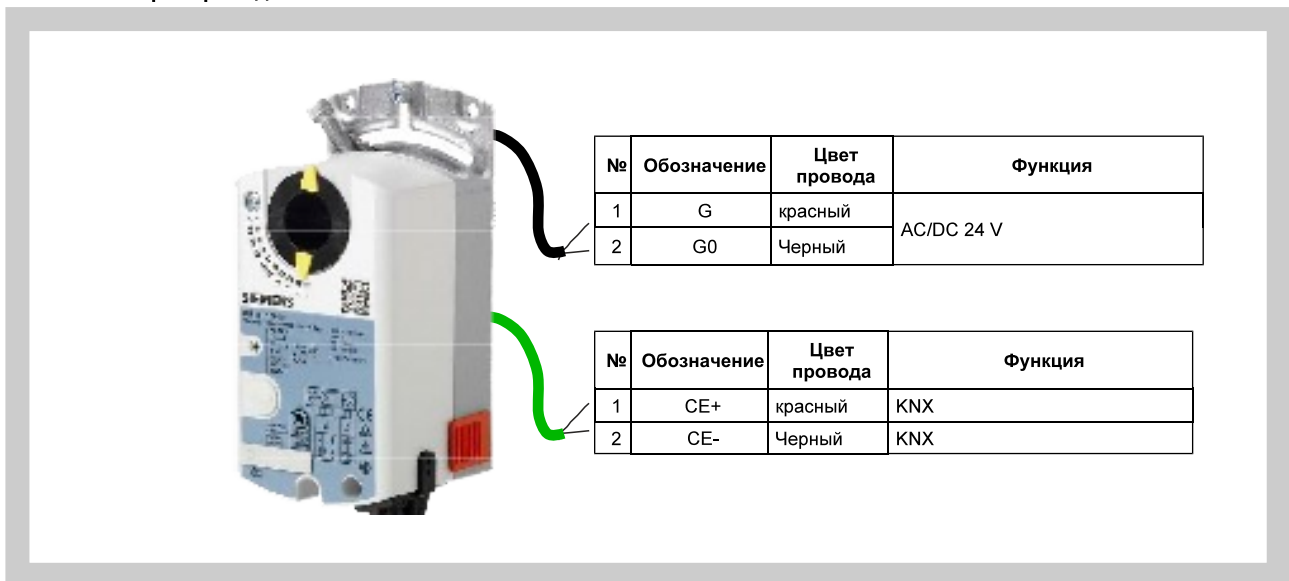 № Обозначение Цвет провода Функция
1 G красный AC/DC 24 V
2 G0 Черный
SIEMENS
№ Обозначение Цвет провода Функция
1 CE+ красный KNX
2 CE- Черный KNX